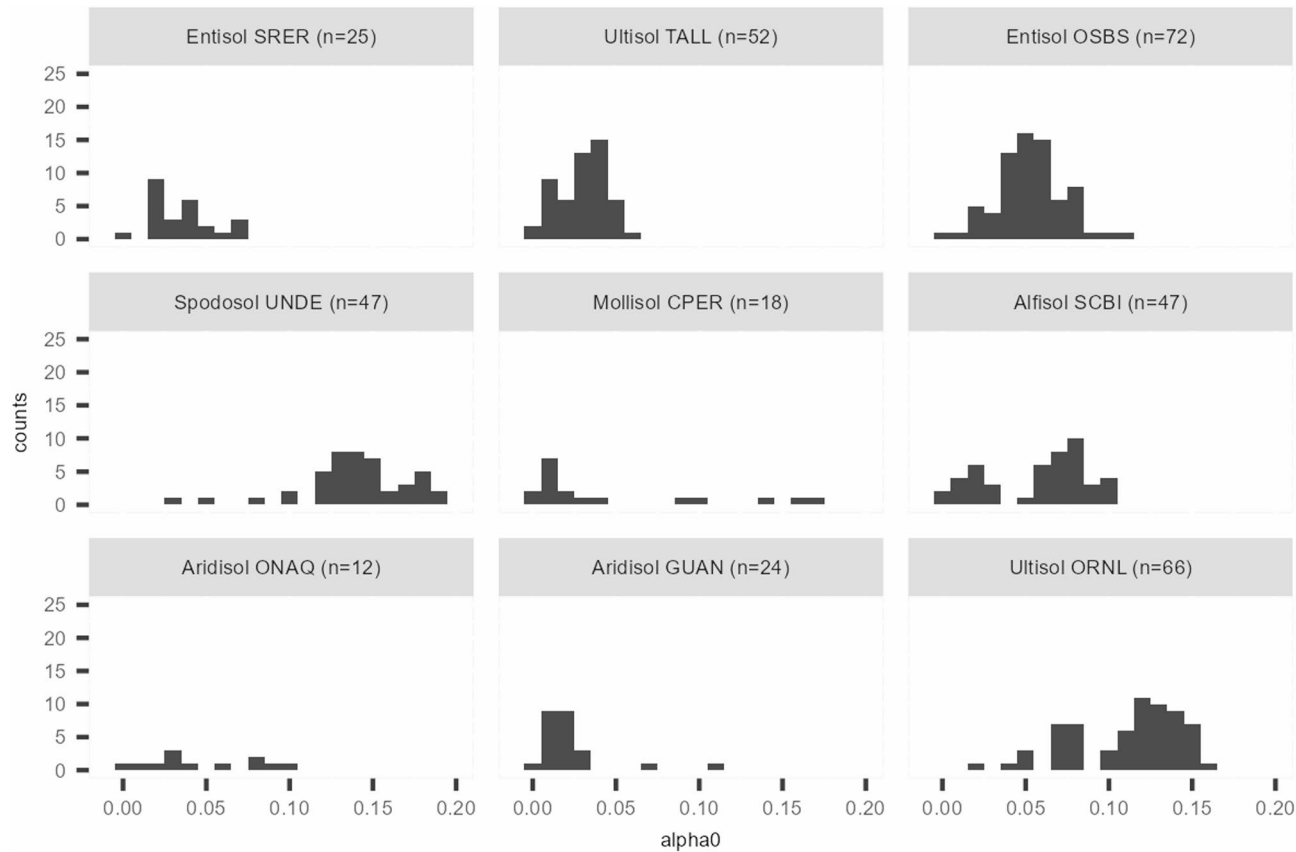 Entisol SRER (n=25)
Ultisol TALL (n=52)
Entisol OSBS (n=72)
25
20
15
10
5
0
Spodosol UNDE (n=47)
Mollisol CPER (n=18)
Alfisol SCBI (n=47)
25
20
15
10
5
0
counts
Aridisol ONAQ (n=12)
Aridisol GUAN (n=24)
Ultisol ORNL (n=66)
25
20
15
10
5
0
0.00 0.05 0.10 0.15 0.20
0.00 0.05 0.10 0.15 0.20
0.00 0.05 0.10 0.15 0.20
alpha0